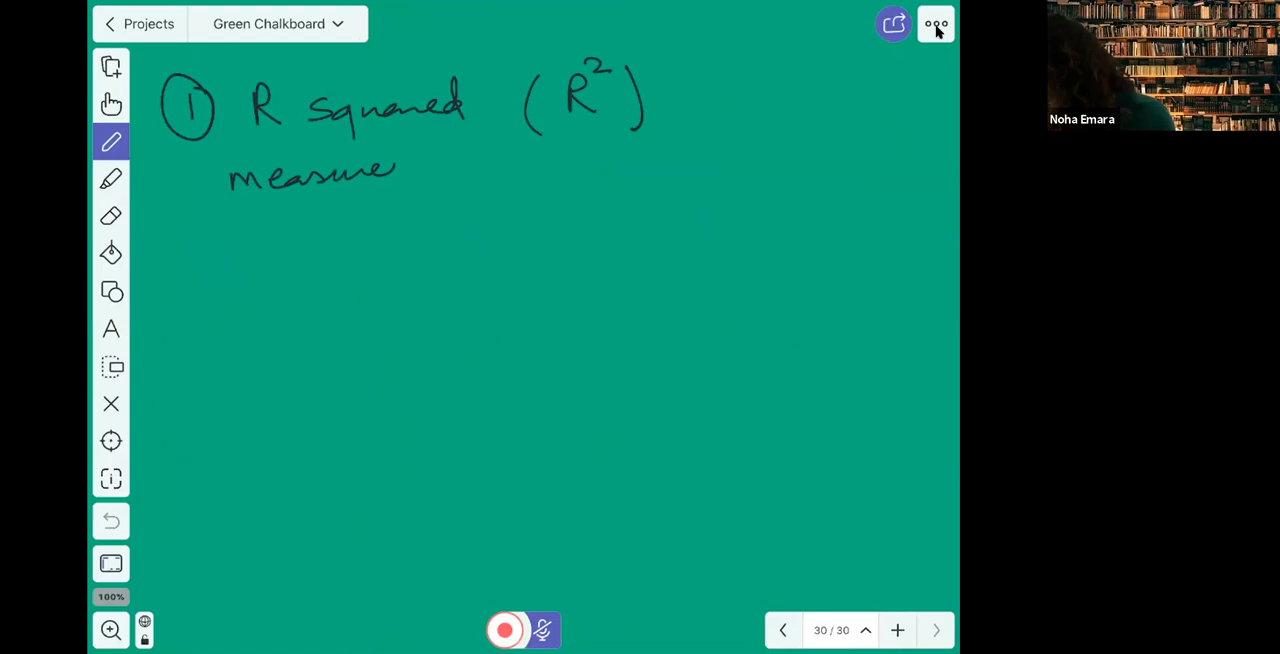 Projects
Green Chalkboard
① R squared (R²)
measure
Noha Emara
A
100%
30 / 30